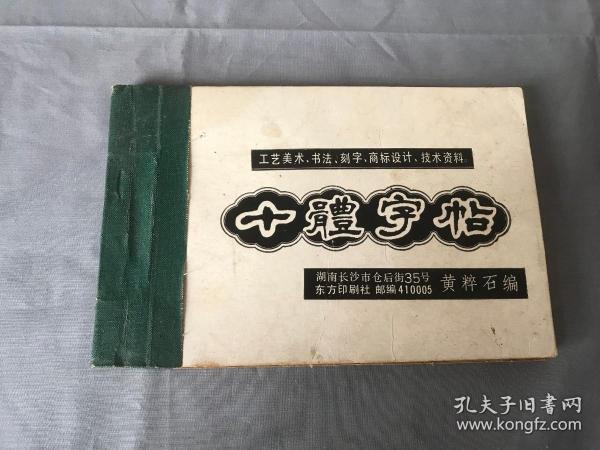 工艺美术、书法、刻字、商标设计、技术资料。
十體字帖
湖南长沙市仓后街35号
东方印刷社 邮编410005
黄粹石编
孔夫子旧书网
www.kongfz.com